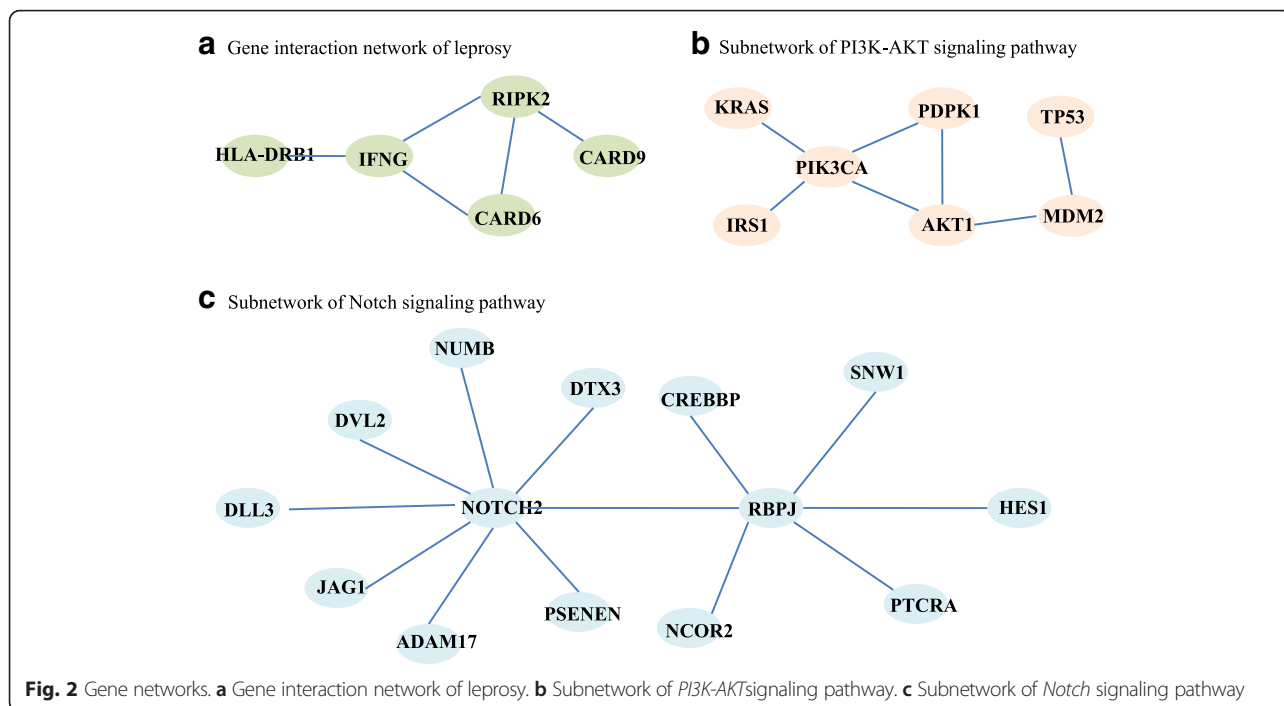 a Gene interaction network of leprosy
RIPK2
HLA-DRB1
IFNG
CARD9
CARD6
b Subnetwork of PI3K-AKT signaling pathway
KRAS
PDPK1
TP53
PIK3CA
IRS1
AKT1
MDM2
c Subnetwork of Notch signaling pathway
NUMB
DTX3
CREBBP
SNW1
DVL2
DLL3
NOTCH2
RBPJ
HES1
JAG1
ADAM17
PSENEN
NCOR2
PTCRA
Fig. 2 Gene networks. a Gene interaction network of leprosy. b Subnetwork of PI3K-AKTsignaling pathway. c Subnetwork of Notch signaling pathway